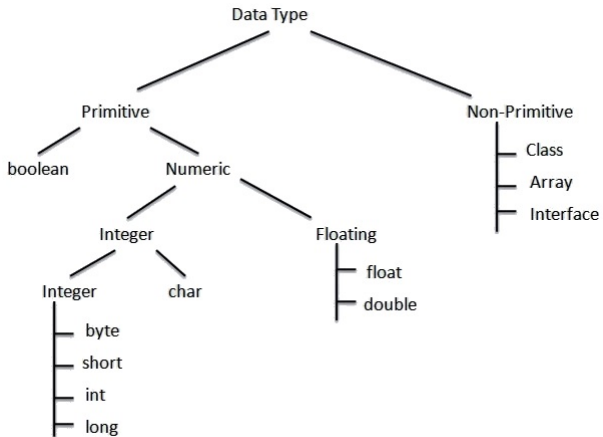 Data Type
Primitive
Non-Primitive
boolean
Numeric
Class
Array
Interface
Integer
Floating
Integer
char
float
double
byte
short
int
long